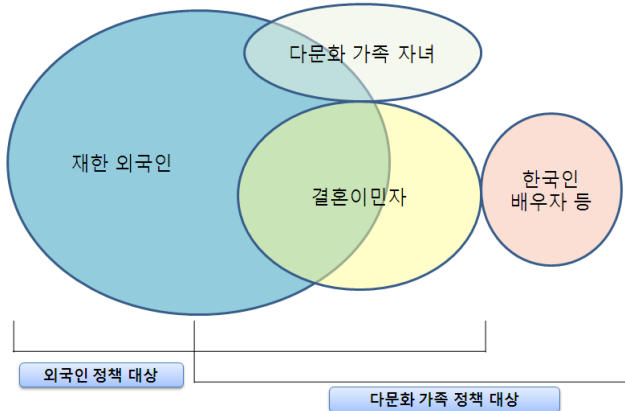 다문화 가족 자녀
재한 외국인
결혼이민자
한국인
배우자 등
외국인 정책 대상
다문화 가족 정책 대상